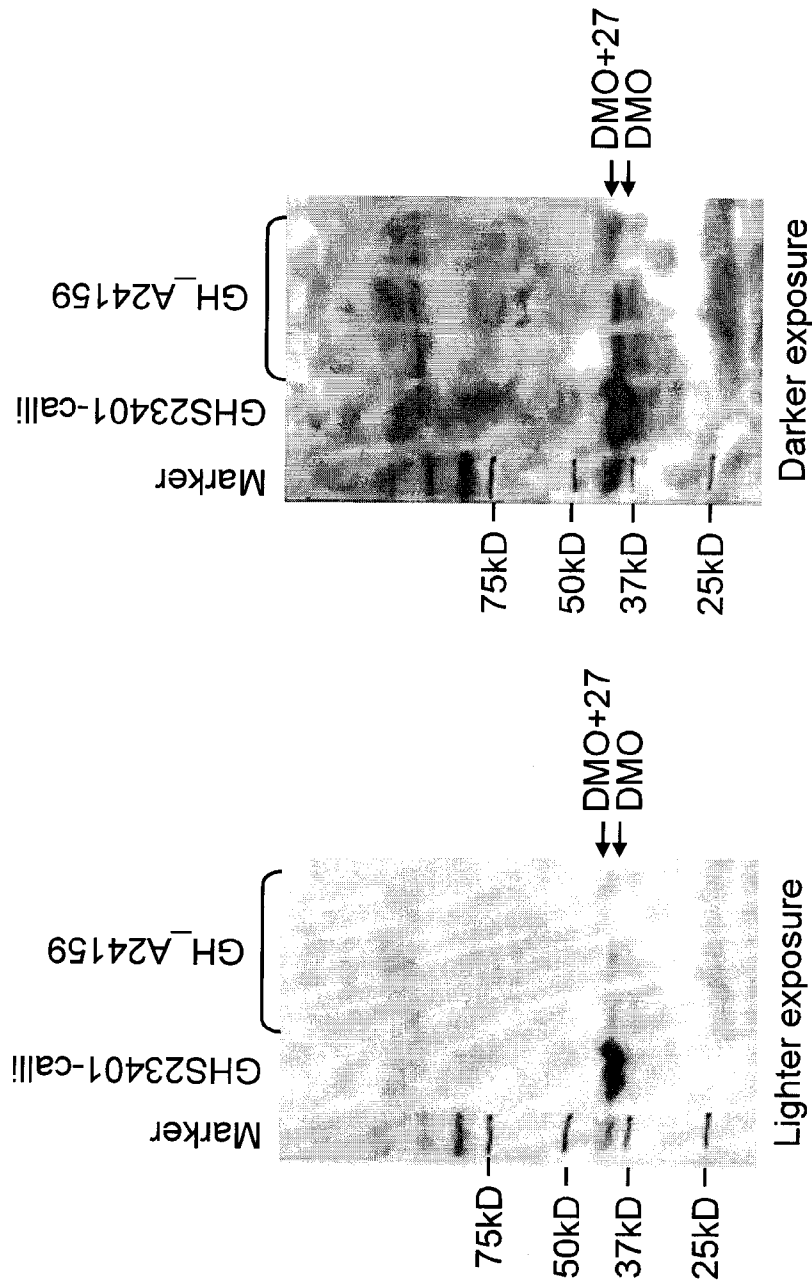 Marker
GHS23401-calli
GH_A24159
75kD
50kD
37kD
25kD
DMO+27
DMO
Lighter exposure
Marker
GHS23401-calli
GH_A24159
75kD
50kD
37kD
25kD
DMO+27
DMO
Darker exposure